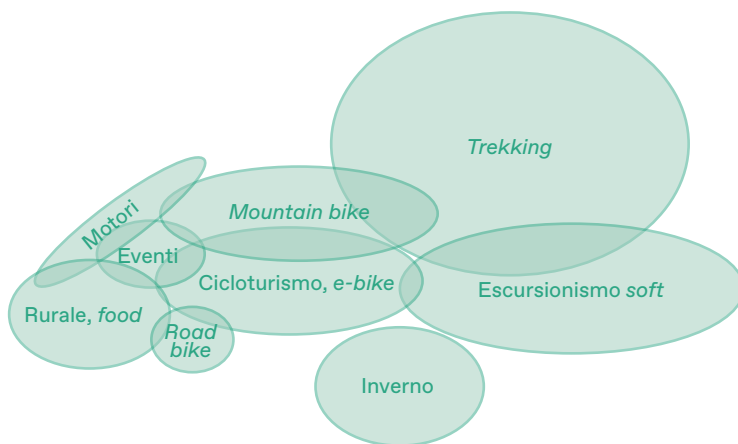 Trekking
Mountain bike
Motori
Eventi
Cicloturismo, e-bike
Escursionismo soft
Rurale, food
Road
bike
Inverno